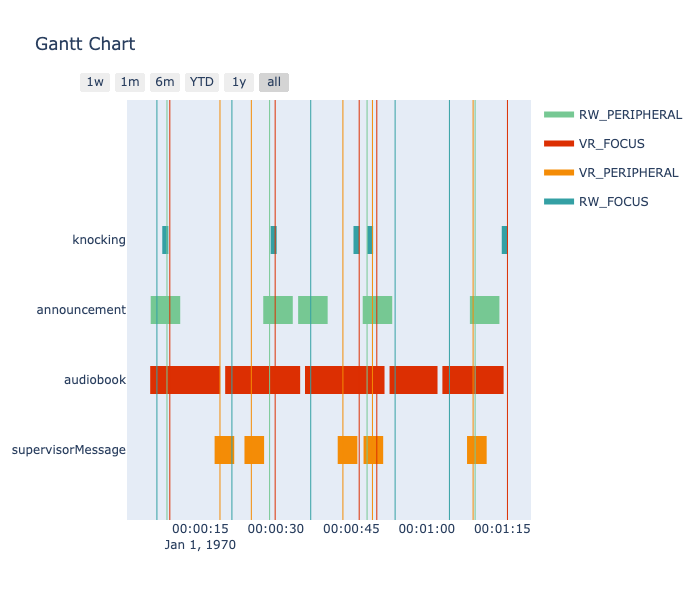 Gantt Chart
1w 1m 6m YTD 1y all
RW_PERIPHERAL
VR_FOCUS
VR_PERIPHERAL
RW_FOCUS
knocking
announcement
audiobook
supervisorMessage
00:00:15 00:00:30 00:00:45 00:01:00 00:01:15
Jan 1, 1970